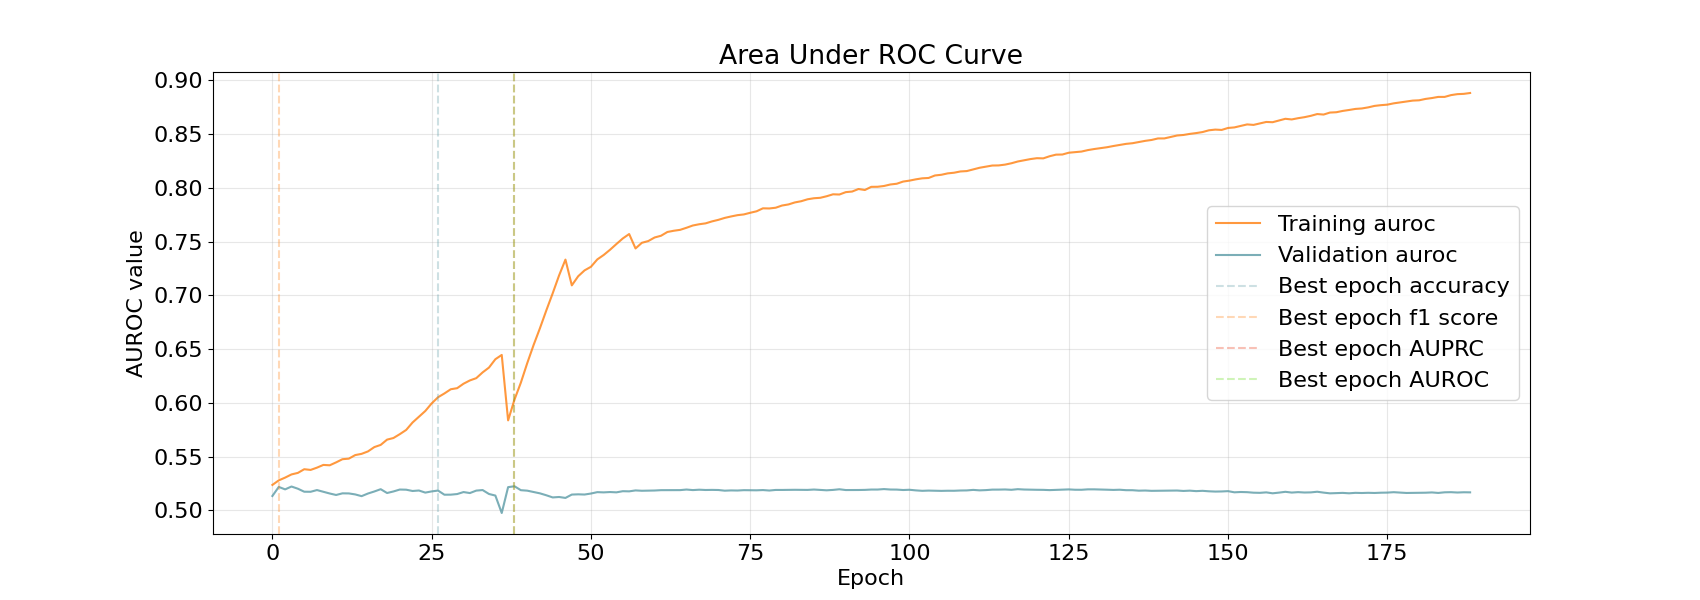 Area Under ROC Curve
AUROC value
0.90
0.85
0.80
0.75
0.70
0.65
0.60
0.55
0.50
Training auroc
Validation auroc
Best epoch accuracy
Best epoch f1 score
Best epoch AUPRC
Best epoch AUROC
0 25 50 75 100 125 150 175
Epoch